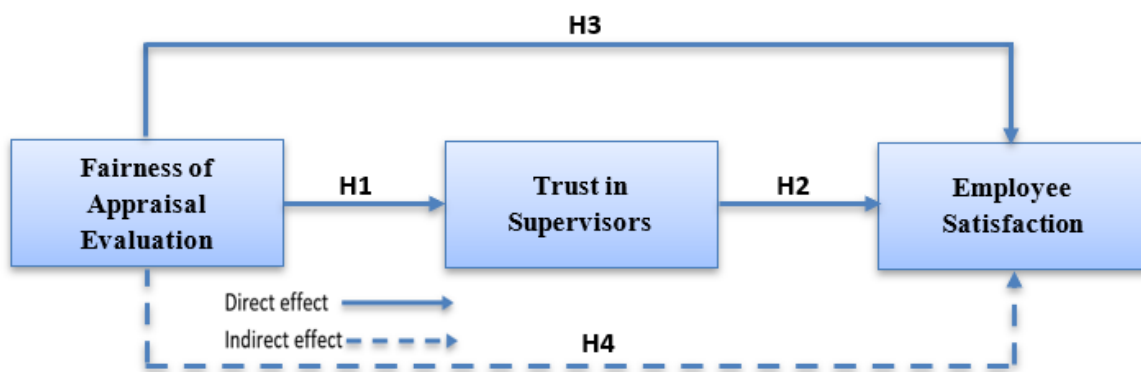 H3
Fairness of
Appraisal
Evaluation
H1
Trust in
Supervisors
H2
Employee
Satisfaction
Direct effect
Indirect effect
H4